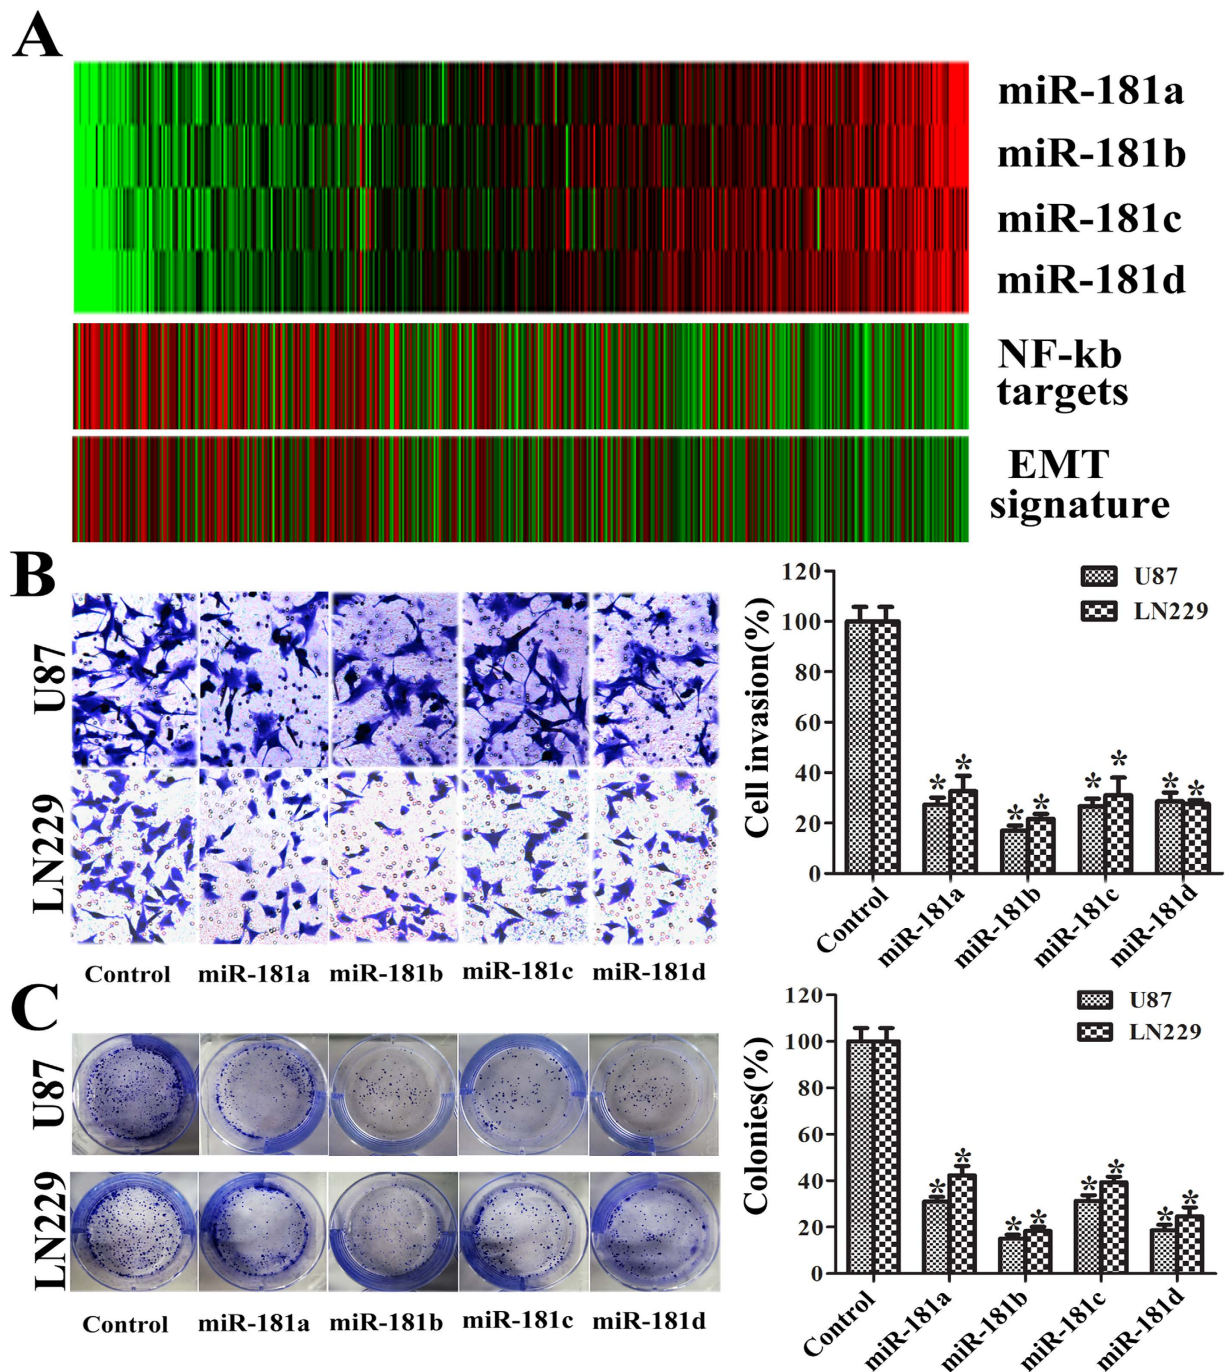 A
miR-181a
miR-181b
miR-181c
miR-181d
NF-kb
targets
EMT
signature
B
U87
LN229
Control miR-181a miR-181b miR-181c miR-181d
Cell invasion(%)
120
100
80
60
40
20
0
U87
LN229
* * * * * * * *
Control miR-181a miR-181b miR-181c miR-181d
C
U87
LN229
Control miR-181a miR-181b miR-181c miR-181d
Colonies(%)
120
100
80
60
40
20
0
U87
LN229
* * * * * * * *
Control miR-181a miR-181b miR-181c miR-181d